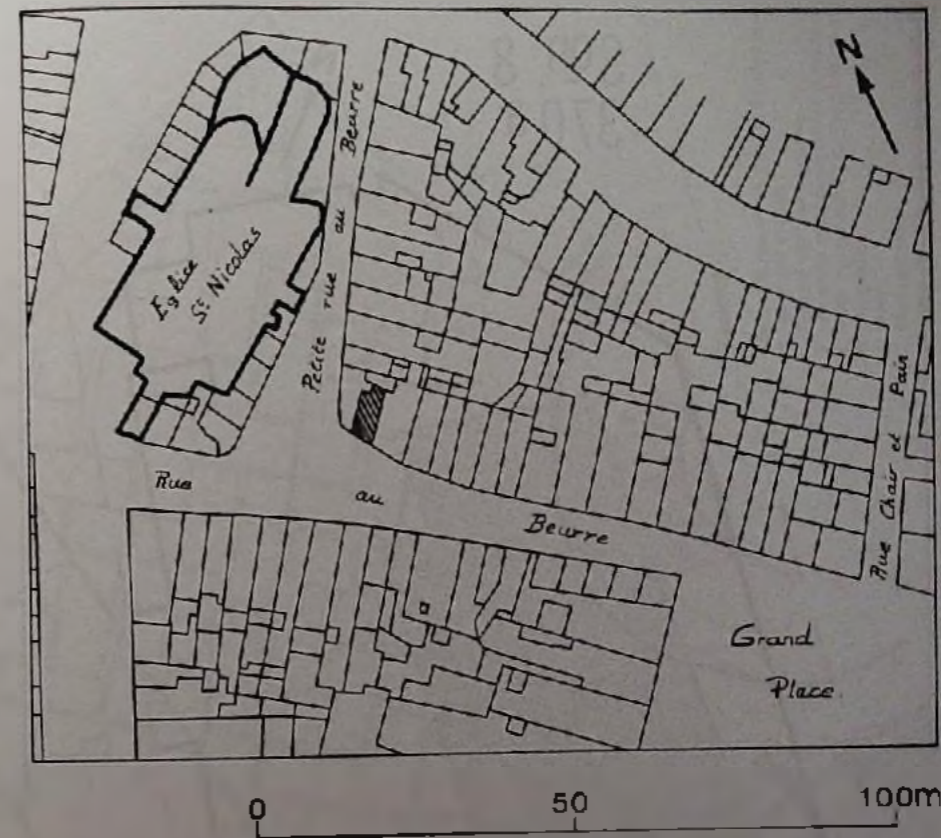 N
Eglise
St Nicolas
Petite rue au Beurre
Rue au Beurre
Rue Chair et Pain
Grand
Place.
0 50 100m